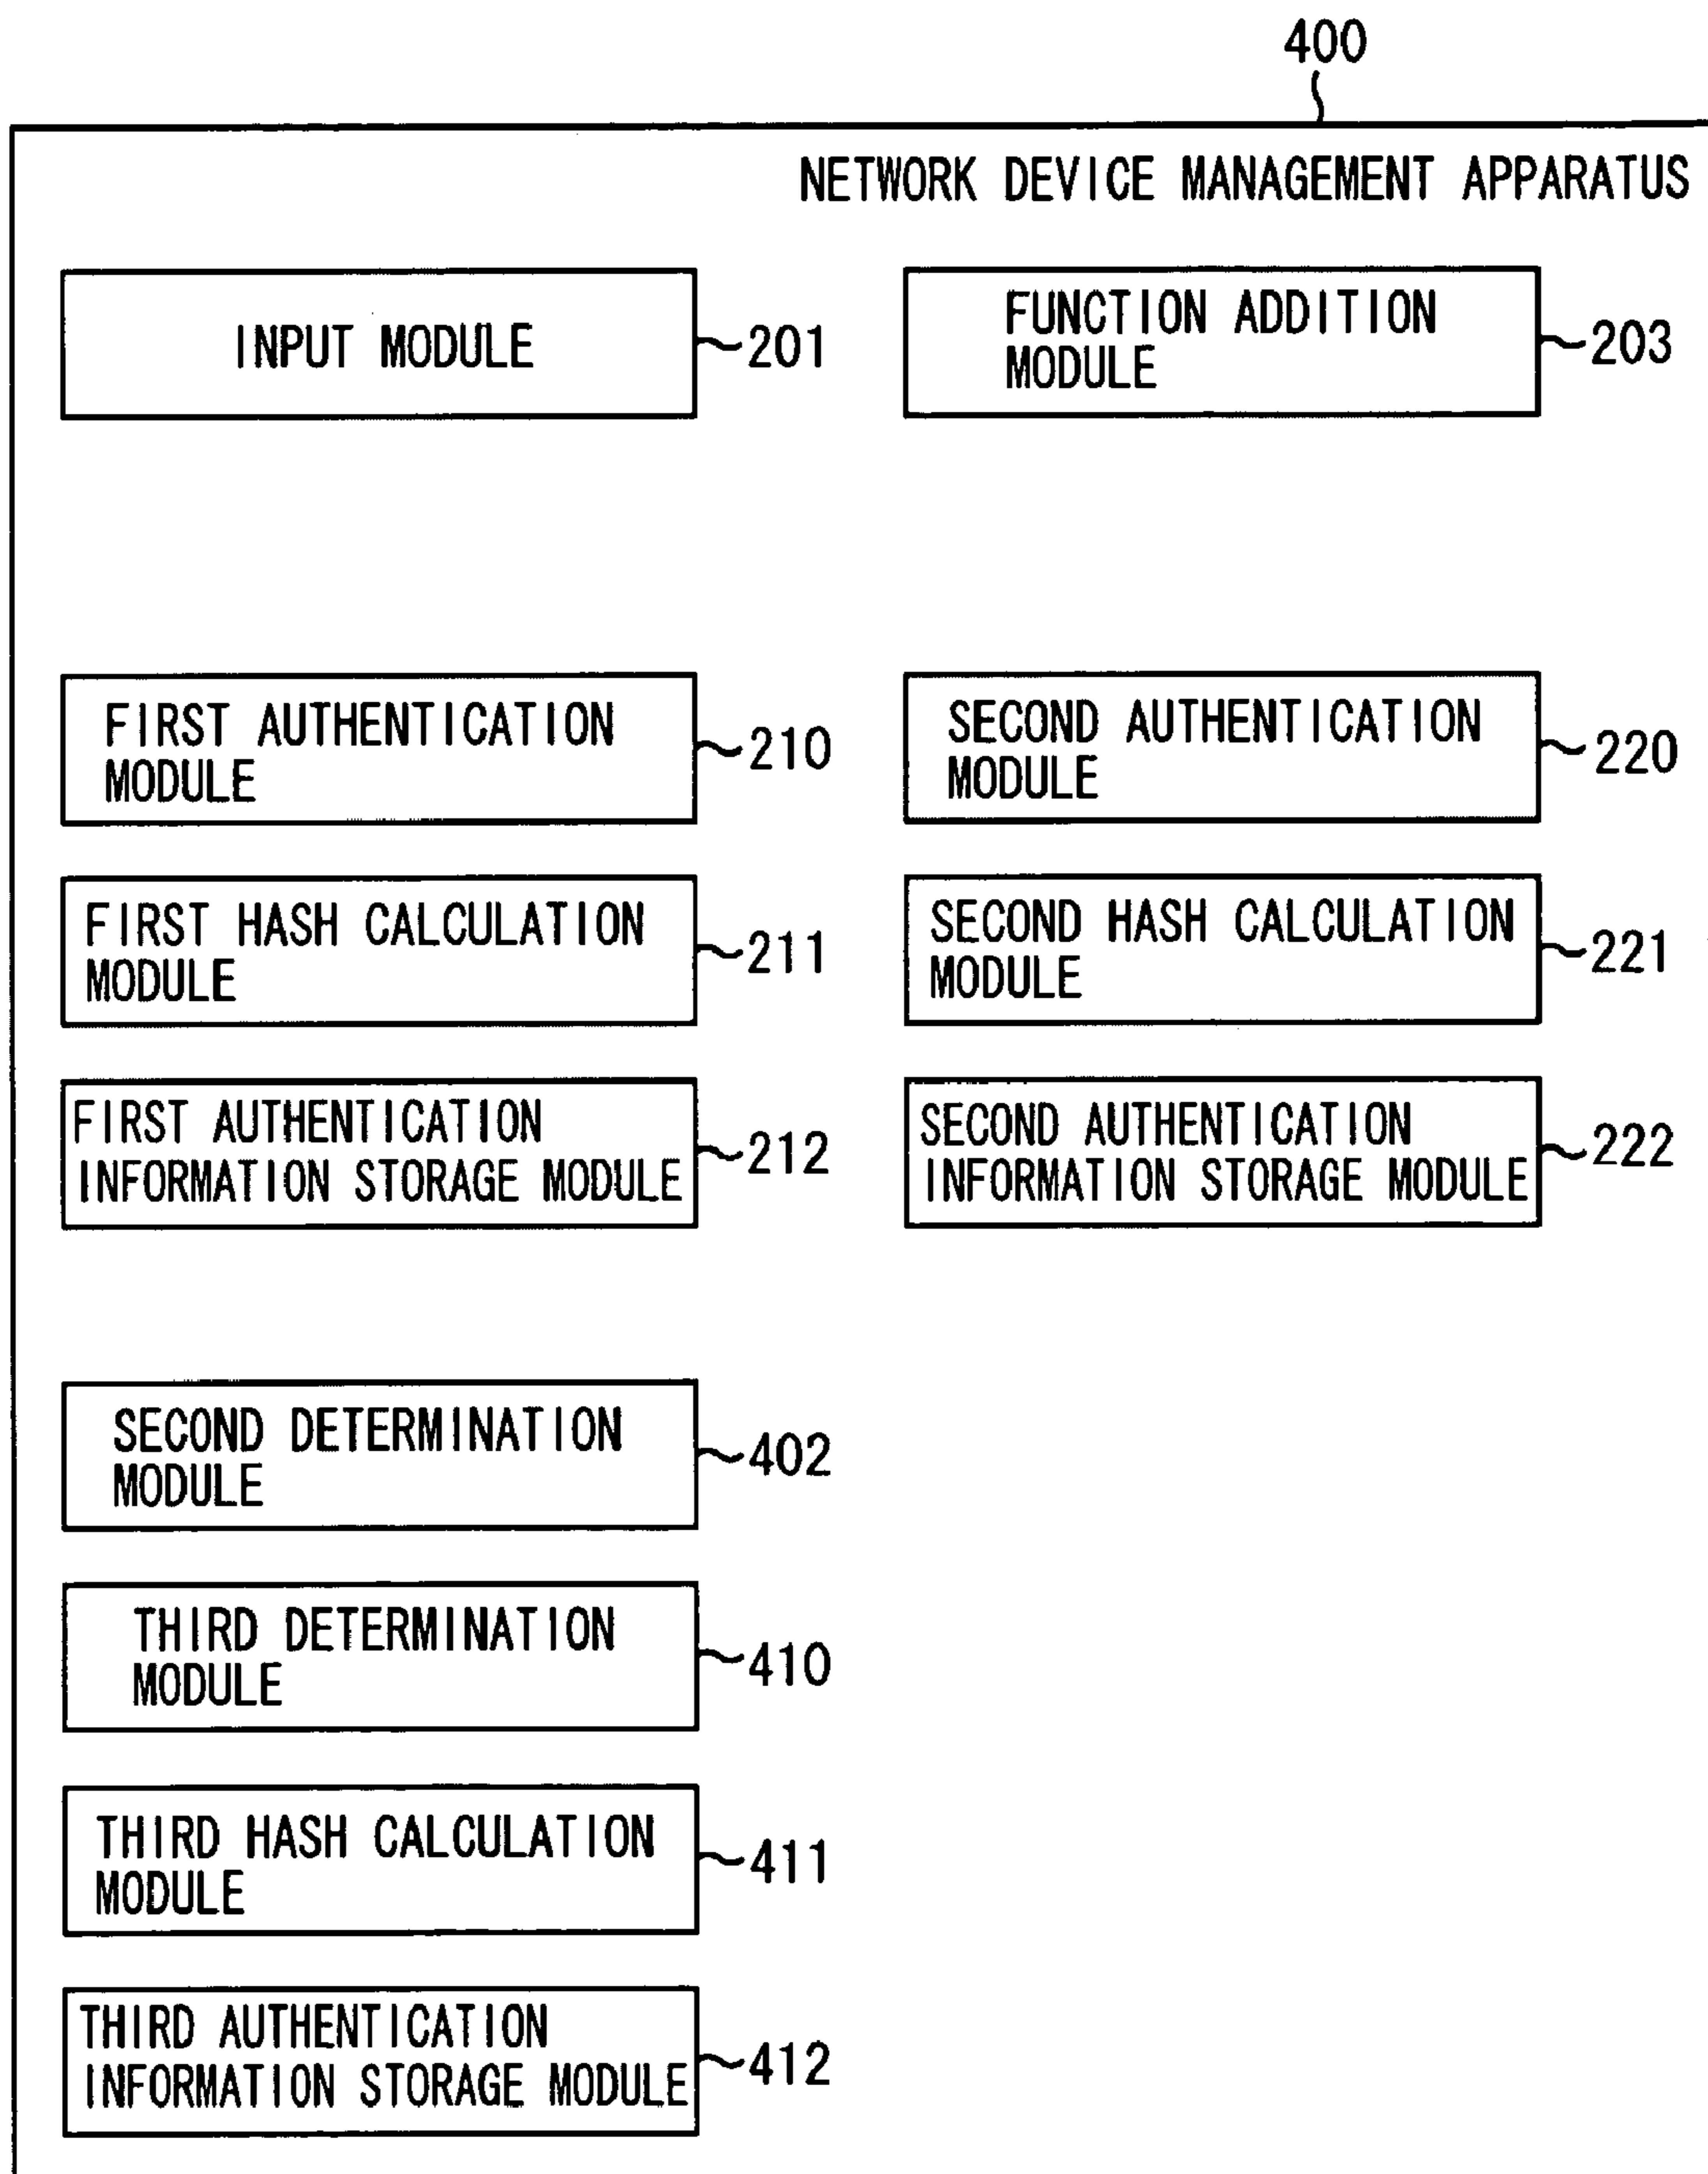 400
NETWORK DEVICE MANAGEMENT APPARATUS
INPUT MODULE
201
FUNCTION ADDITION
MODULE
203
FIRST AUTHENTICATION
MODULE
210
SECOND AUTHENTICATION
MODULE
220
FIRST HASH CALCULATION
MODULE
211
SECOND HASH CALCULATION
MODULE
221
FIRST AUTHENTICATION
INFORMATION STORAGE MODULE
212
SECOND AUTHENTICATION
INFORMATION STORAGE MODULE
222
SECOND DETERMINATION
MODULE
402
THIRD DETERMINATION
MODULE
410
THIRD HASH CALCULATION
MODULE
411
THIRD AUTHENTICATION
INFORMATION STORAGE MODULE
412